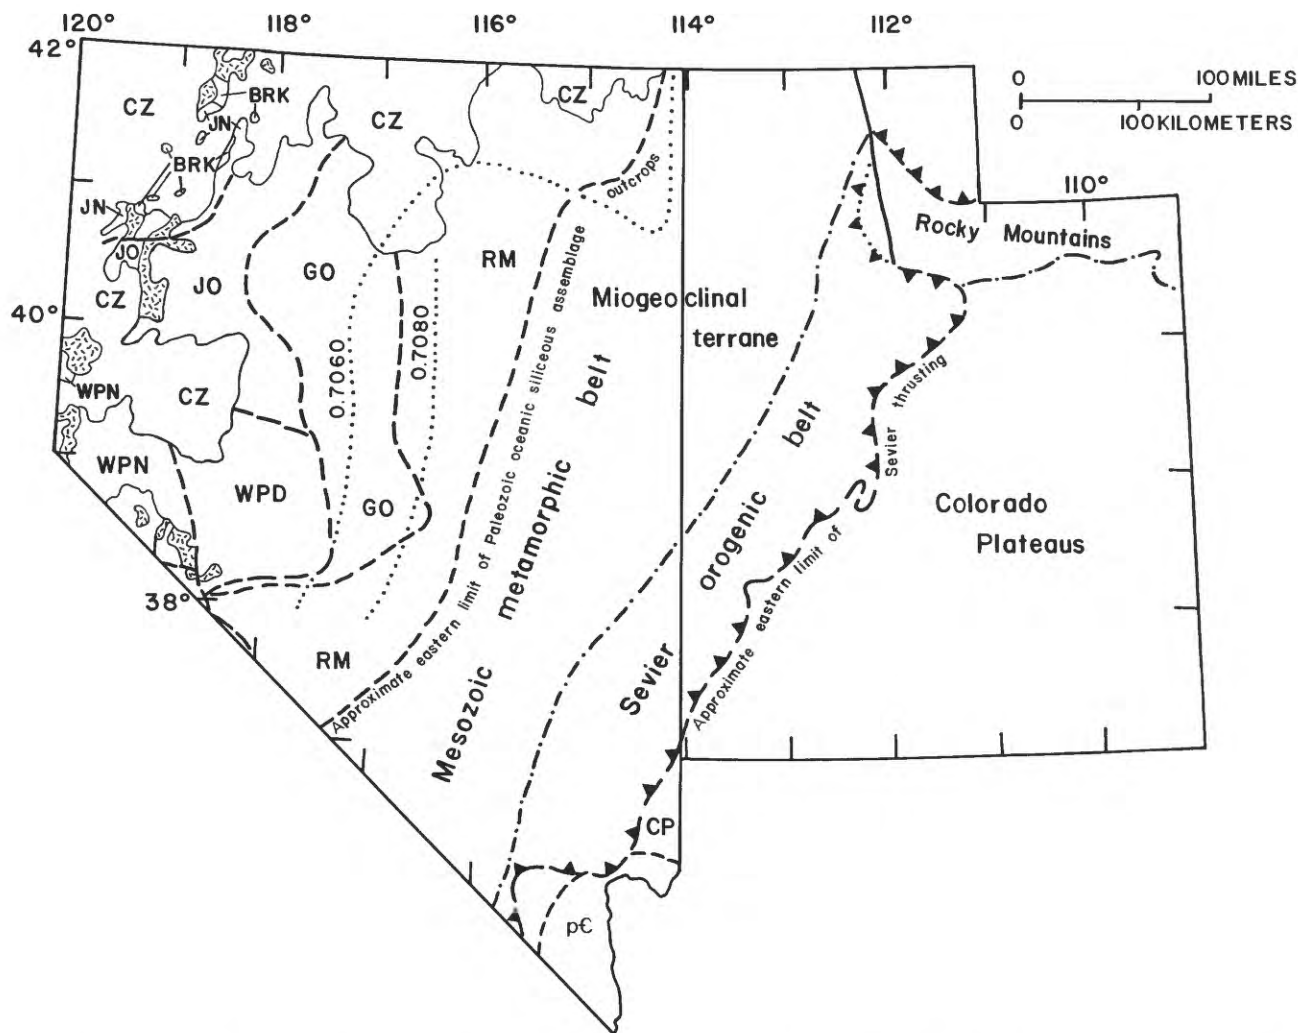 120° 118° 116° 114° 112°
42°
0 100 MILES
0 100 KILOMETERS
CZ
BRK
JN
CZ
CZ
BRK
JN
JO
JO
GO
RM
outcrops
110°
Rocky Mountains
CZ
40°
Miogeoclinal
terrane
0.7060
0.7080
WPN
CZ
WPN
WPD
GO
Mesozoic metamorphic belt
Approximate eastern limit of Paleozoic oceanic siliceous assemblage
Sevier orogenic belt
Approximate eastern limit of Sevier thrusting
Colorado
Plateaus
38°
RM
CP
p€